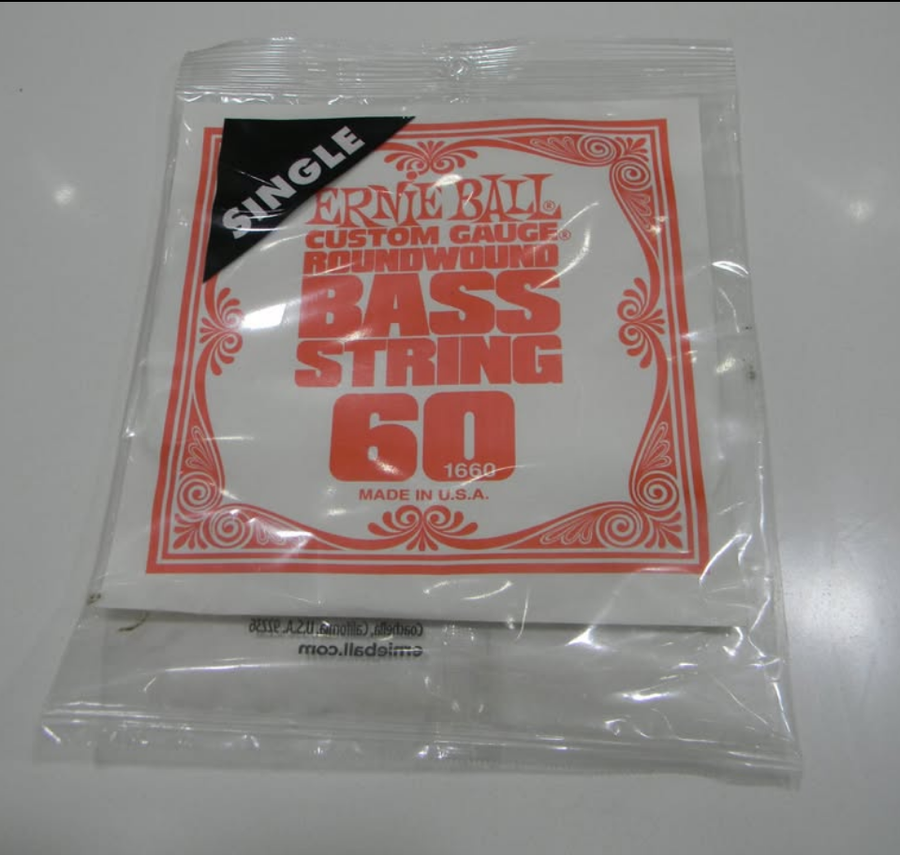 SINGLE
ERNIE BALL®
CUSTOM GAUGE®
ROUNDWOUND
BASS
STRING
60
1660
MADE IN U.S.A.
Coachella, California, U.S.A. 92236
ernieball.com